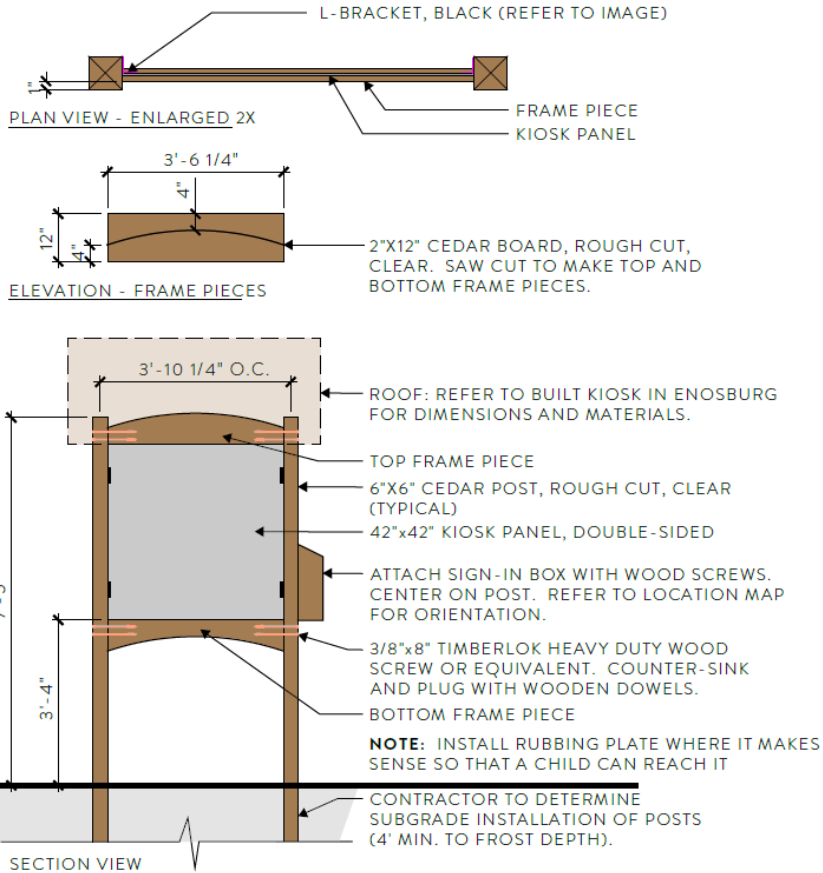 L-BRACKET, BLACK (REFER TO IMAGE)
1"
PLAN VIEW - ENLARGED 2X
FRAME PIECE
KIOSK PANEL
3'-6 1/4"
4"
12"
4"
2"X12" CEDAR BOARD, ROUGH CUT,
CLEAR. SAW CUT TO MAKE TOP AND
BOTTOM FRAME PIECES.
ELEVATION - FRAME PIECES
3'-10 1/4" O.C.
ROOF: REFER TO BUILT KIOSK IN ENOSBURG
FOR DIMENSIONS AND MATERIALS.
TOP FRAME PIECE
6"X6" CEDAR POST, ROUGH CUT, CLEAR
(TYPICAL)
42"x42" KIOSK PANEL, DOUBLE-SIDED
ATTACH SIGN-IN BOX WITH WOOD SCREWS.
CENTER ON POST. REFER TO LOCATION MAP
FOR ORIENTATION.
3/8"x8" TIMBERLOK HEAVY DUTY WOOD
SCREW OR EQUIVALENT. COUNTER-SINK
AND PLUG WITH WOODEN DOWELS.
3'-4"
BOTTOM FRAME PIECE
NOTE: INSTALL RUBBING PLATE WHERE IT MAKES
SENSE SO THAT A CHILD CAN REACH IT
CONTRACTOR TO DETERMINE
SUBGRADE INSTALLATION OF POSTS
(4' MIN. TO FROST DEPTH).
SECTION VIEW